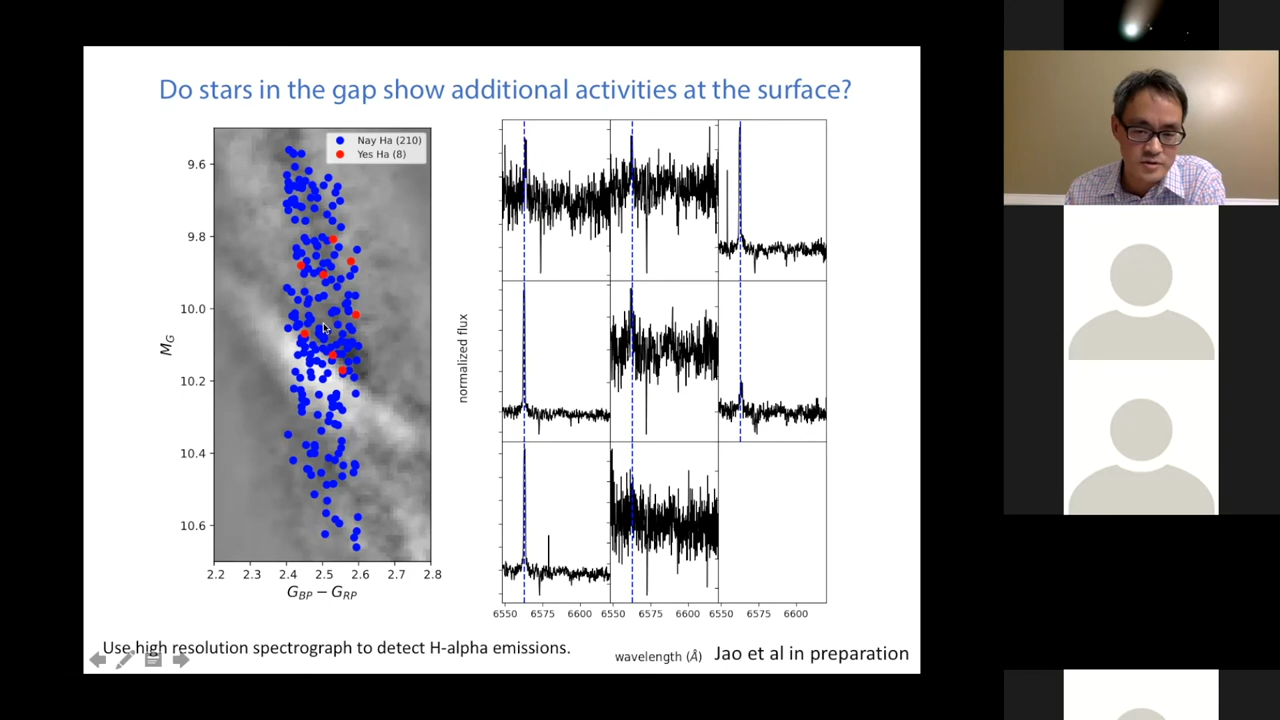 Do stars in the gap show additional activities at the surface?
Nay Ha (210)
Yes Ha (8)
9.6
9.8
10.0
10.2
10.4
10.6
M_G
2.2 2.3 2.4 2.5 2.6 2.7 2.8
G_BP − G_RP
normalized flux
6550 6575 6600 6550 6575 6600 6550 6575 6600
wavelength (Å)
Use high resolution spectrograph to detect H-alpha emissions.
Jao et al in preparation